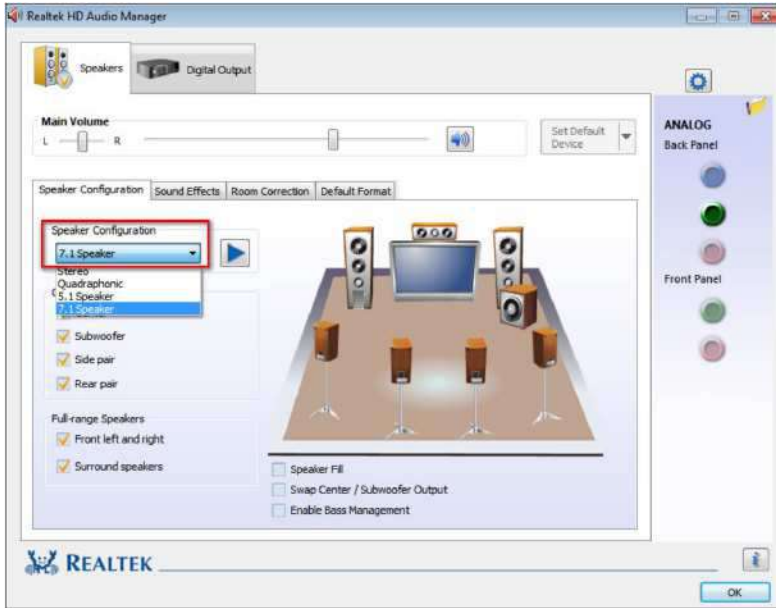 Realtek HD Audio Manager
Speakers
Digital Output
Main Volume
L
R
Set Default
Device
ANALOG
Back Panel
Speaker Configuration
Sound Effects
Room Correction
Default Format
Speaker Configuration
7.1 Speaker
Stereo
Quadraphonic
5.1 Speaker
7.1 Speaker
Subwoofer
Side pair
Rear pair
Front Panel
Full-range Speakers
Front left and right
Surround speakers
Speaker Fill
Swap Center / Subwoofer Output
Enable Bass Management
REALTEK
OK